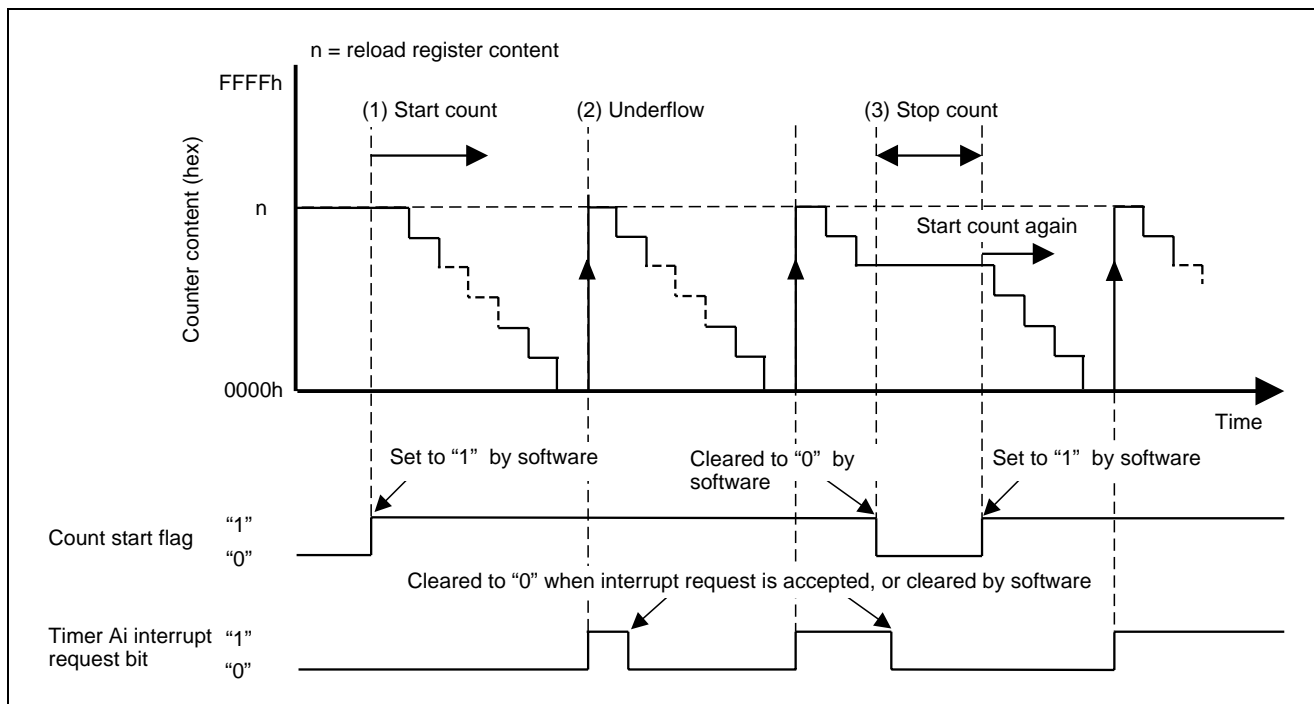 n = reload register content
FFFFh
(1) Start count
(2) Underflow
(3) Stop count
Counter content (hex)
n
Start count again
0000h
Time
Set to “1” by software
Cleared to “0” by
software
Set to “1” by software
Count start flag
“1”
“0”
Cleared to “0” when interrupt request is accepted, or cleared by software
Timer Ai interrupt
request bit
“1”
“0”